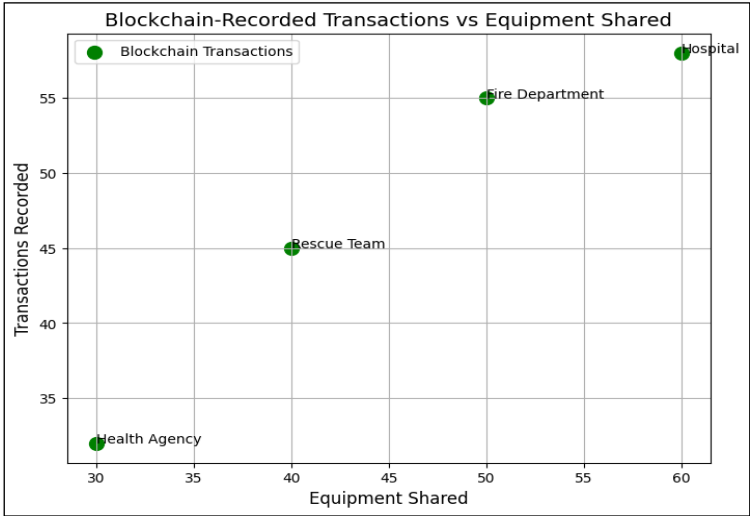 Blockchain-Recorded Transactions vs Equipment Shared
Blockchain Transactions
Hospital
Fire Department
Rescue Team
Health Agency
Transactions Recorded
55
50
45
40
35
30 35 40 45 50 55 60
Equipment Shared